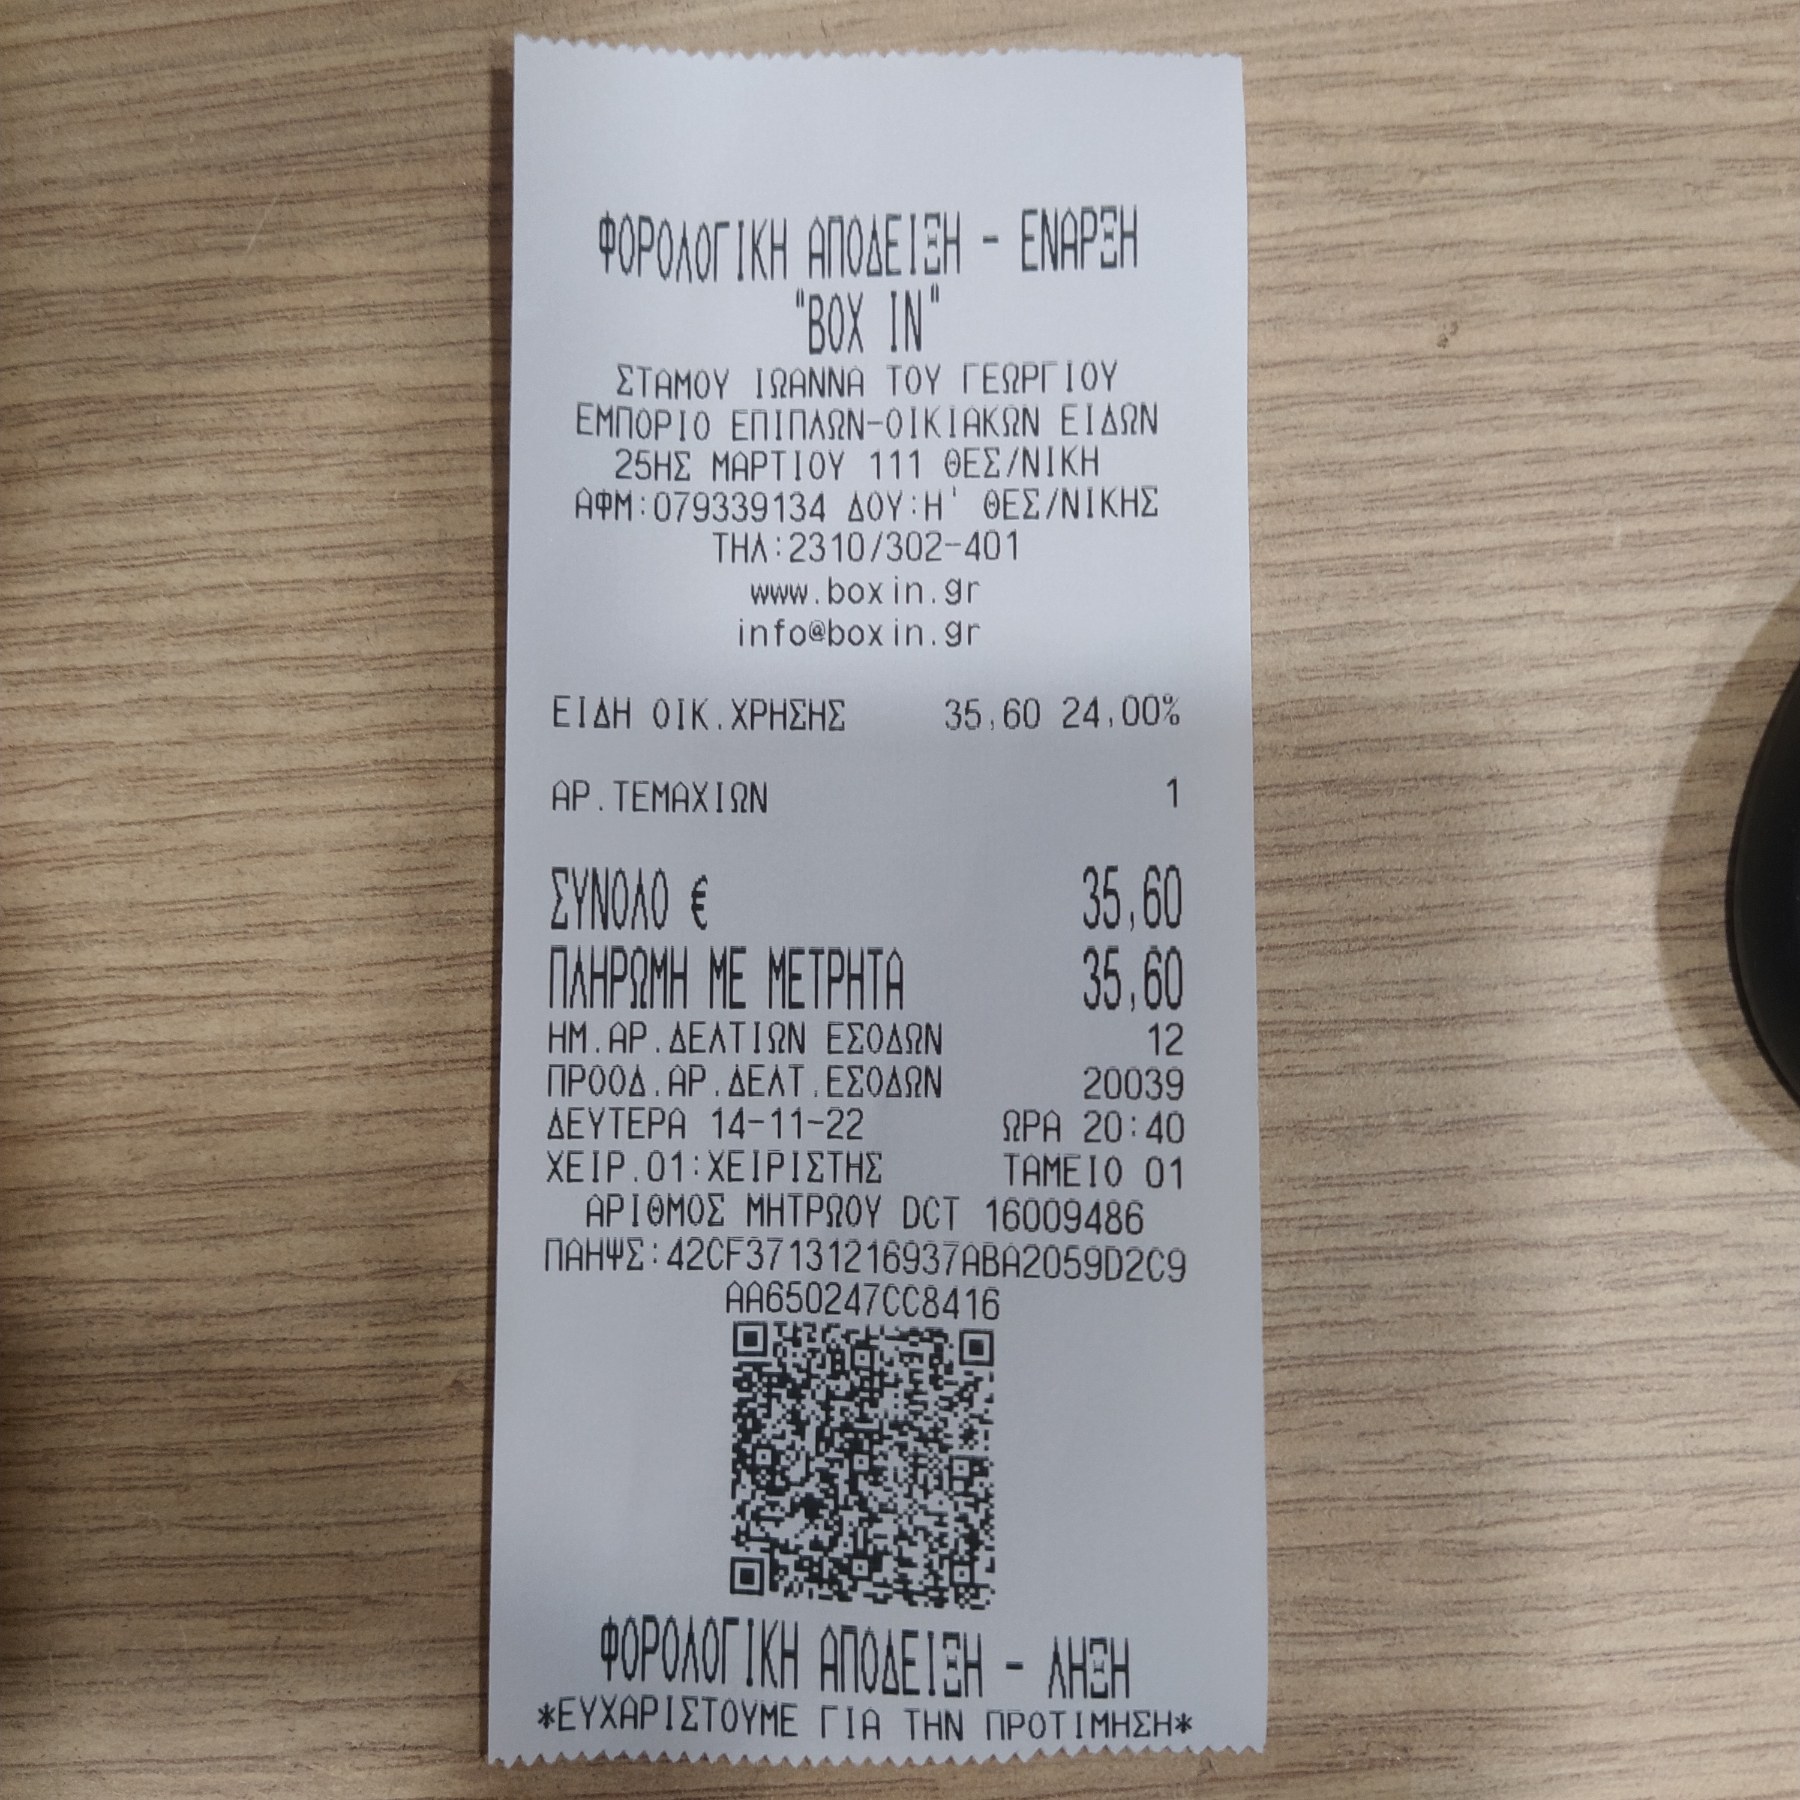 ΦΟΡΟΛΟΓΙΚΗ ΑΠΟΔΕΙΞΗ - ΕΝΑΡΞΗ
"BOX IN"
ΣΤΑΜΟΥ ΙΩΑΝΝΑ ΤΟΥ ΓΕΩΡΓΙΟΥ
ΕΜΠΟΡΙΟ ΕΠΙΠΛΩΝ-ΟΙΚΙΑΚΩΝ ΕΙΔΩΝ
25ΗΣ ΜΑΡΤΙΟΥ 111 ΘΕΣ/ΝΙΚΗ
ΑΦΜ:079339134 ΔΟΥ:Η' ΘΕΣ/ΝΙΚΗΣ
ΤΗΛ:2310/302-401
www.boxin.gr
info@boxin.gr
ΕΙΔΗ ΟΙΚ.ΧΡΗΣΗΣ 35,60 24,00%
ΑΡ.ΤΕΜΑΧΙΩΝ 1
ΣΥΝΟΛΟ € 35,60
ΠΛΗΡΩΜΗ ΜΕ ΜΕΤΡΗΤΑ 35,60
ΗΜ.ΑΡ.ΔΕΛΤΙΩΝ ΕΣΟΔΩΝ 12
ΠΡΟΟΔ.ΑΡ.ΔΕΛΤ.ΕΣΟΔΩΝ 20039
ΔΕΥΤΕΡΑ 14-11-22 ΩΡΑ 20:40
ΧΕΙΡ.01:ΧΕΙΡΙΣΤΗΣ ΤΑΜΕΙΟ 01
ΑΡΙΘΜΟΣ ΜΗΤΡΩΟΥ DCT 16009486
ΠΑΗΨΣ:42CF37131216937ABA2059D2C9
AA650247CC8416
ΦΟΡΟΛΟΓΙΚΗ ΑΠΟΔΕΙΞΗ - ΛΗΞΗ
*ΕΥΧΑΡΙΣΤΟΥΜΕ ΓΙΑ ΤΗΝ ΠΡΟΤΙΜΗΣΗ*